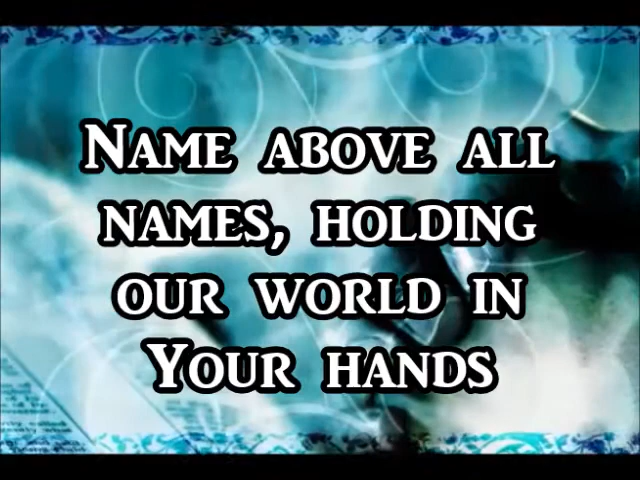 Name above all
names, holding
our world in
Your hands